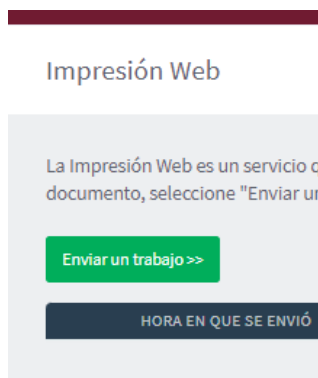 Impresión Web
La Impresión Web es un servicio
documento, seleccione "Enviar
Enviar un trabajo >>
HORA EN QUE SE ENVIÓ